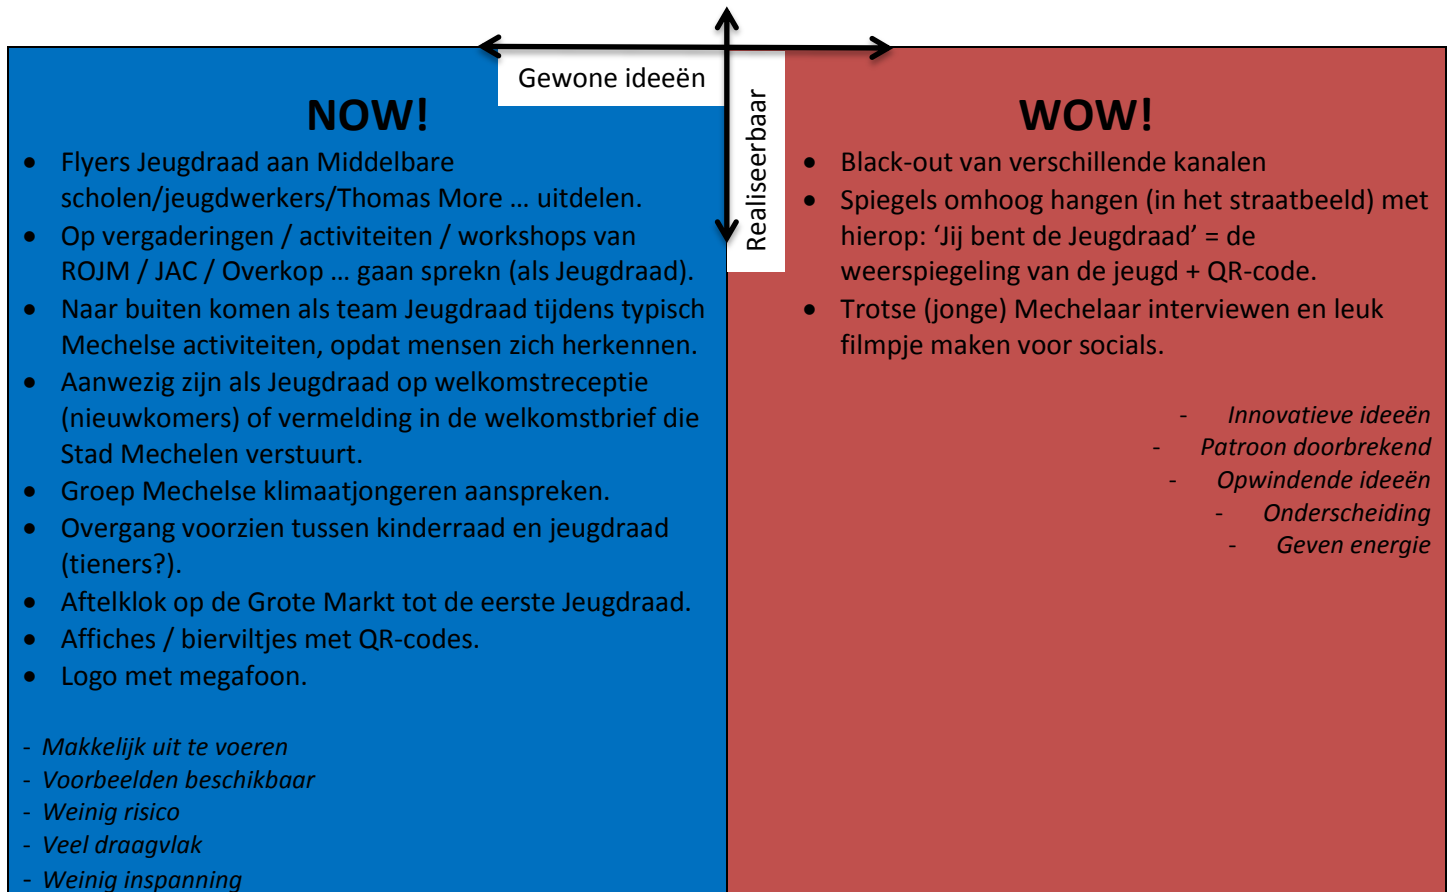 Gewone ideeën
Realiseerbaar
NOW!
• Flyers Jeugdraad aan Middelbare
scholen/jeugdwerkers/Thomas More … uitdelen.
• Op vergaderingen / activiteiten / workshops van
ROJM / JAC / Overkop … gaan sprekn (als Jeugdraad).
• Naar buiten komen als team Jeugdraad tijdens typisch
Mechelse activiteiten, opdat mensen zich herkennen.
• Aanwezig zijn als Jeugdraad op welkomstreceptie
(nieuwkomers) of vermelding in de welkomstbrief die
Stad Mechelen verstuurt.
• Groep Mechelse klimaatjongeren aanspreken.
• Overgang voorzien tussen kinderraad en jeugdraad
(tieners?).
• Aftelklok op de Grote Markt tot de eerste Jeugdraad.
• Affiches / bierviltjes met QR-codes.
• Logo met megafoon.
- Makkelijk uit te voeren
- Voorbeelden beschikbaar
- Weinig risico
- Veel draagvlak
- Weinig inspanning
WOW!
• Black-out van verschillende kanalen
• Spiegels omhoog hangen (in het straatbeeld) met
hierop: ‘Jij bent de Jeugdraad’ = de
weerspiegeling van de jeugd + QR-code.
• Trotse (jonge) Mechelaar interviewen en leuk
filmpje maken voor socials.
- Innovatieve ideeën
- Patroon doorbrekend
- Opwindende ideeën
- Onderscheiding
- Geven energie